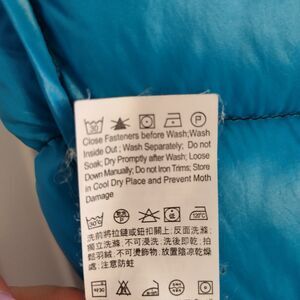 30 P
Close Fasteners before Wash;Wash
Inside Out ; Wash Separately; Do not
Soak; Dry Promptly after Wash; Loose
Down Manually; Do not Iron Trims; Store
in Cool Dry Place and Prevent Moth
Damage
30°C 120°C
洗前將拉鏈或鈕扣關上; 反面洗滌;
獨立洗滌; 不可浸洗; 洗後即乾; 拍
鬆羽絨; 不可燙飾物; 放置陰涼乾燥
處; 注意防蛀